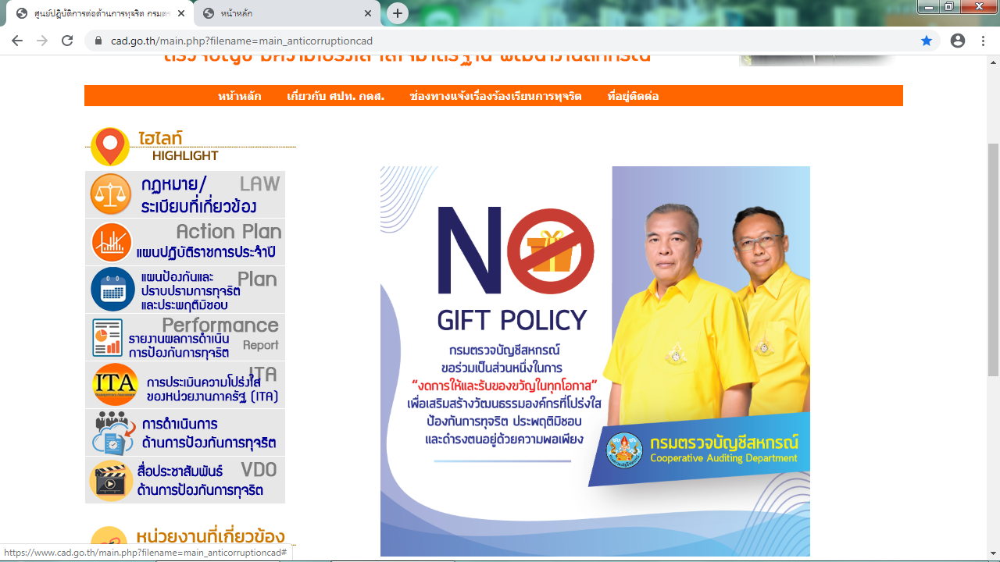 ศูนย์ปฏิบัติการต่อต้านการทุจริต กรมตร
หน้าหลัก
cad.go.th/main.php?filename=main_anticorruptioncad
หน้าหลัก เกี่ยวกับ ศปท. กตส. ช่องทางแจ้งเรื่องร้องเรียนการทุจริต ที่อยู่ติดต่อ
ไฮไลท์
HIGHLIGHT
กฎหมาย/ LAW
ระเบียบที่เกี่ยวข้อง
Action Plan
แผนปฏิบัติราชการประจำปี
แผนป้องกันและ Plan
ปราบปรามการทุจริต
และประพฤติมิชอบ
Performance
รายงานผลการดำเนิน Report
การป้องกันการทุจริต
ITA
ITA
การประเมินความโปร่งใส
ของหน่วยงานภาครัฐ (ITA)
การดำเนินการ
ด้านการป้องกันการทุจริต
สื่อประชาสัมพันธ์ VDO
ด้านการป้องกันการทุจริต
หน่วยงานที่เกี่ยวข้อง
NO
GIFT POLICY
กรมตรวจบัญชีสหกรณ์
ขอร่วมเป็นส่วนหนึ่งในการ
“งดการให้และรับของขวัญในทุกโอกาส”
เพื่อเสริมสร้างวัฒนธรรมองค์กรที่โปร่งใส
ป้องกันการทุจริต ประพฤติมิชอบ
และดำรงตนอยู่ด้วยความพอเพียง
กรมตรวจบัญชีสหกรณ์
Cooperative Auditing Department
https://www.cad.go.th/main.php?filename=main_anticorruptioncad#